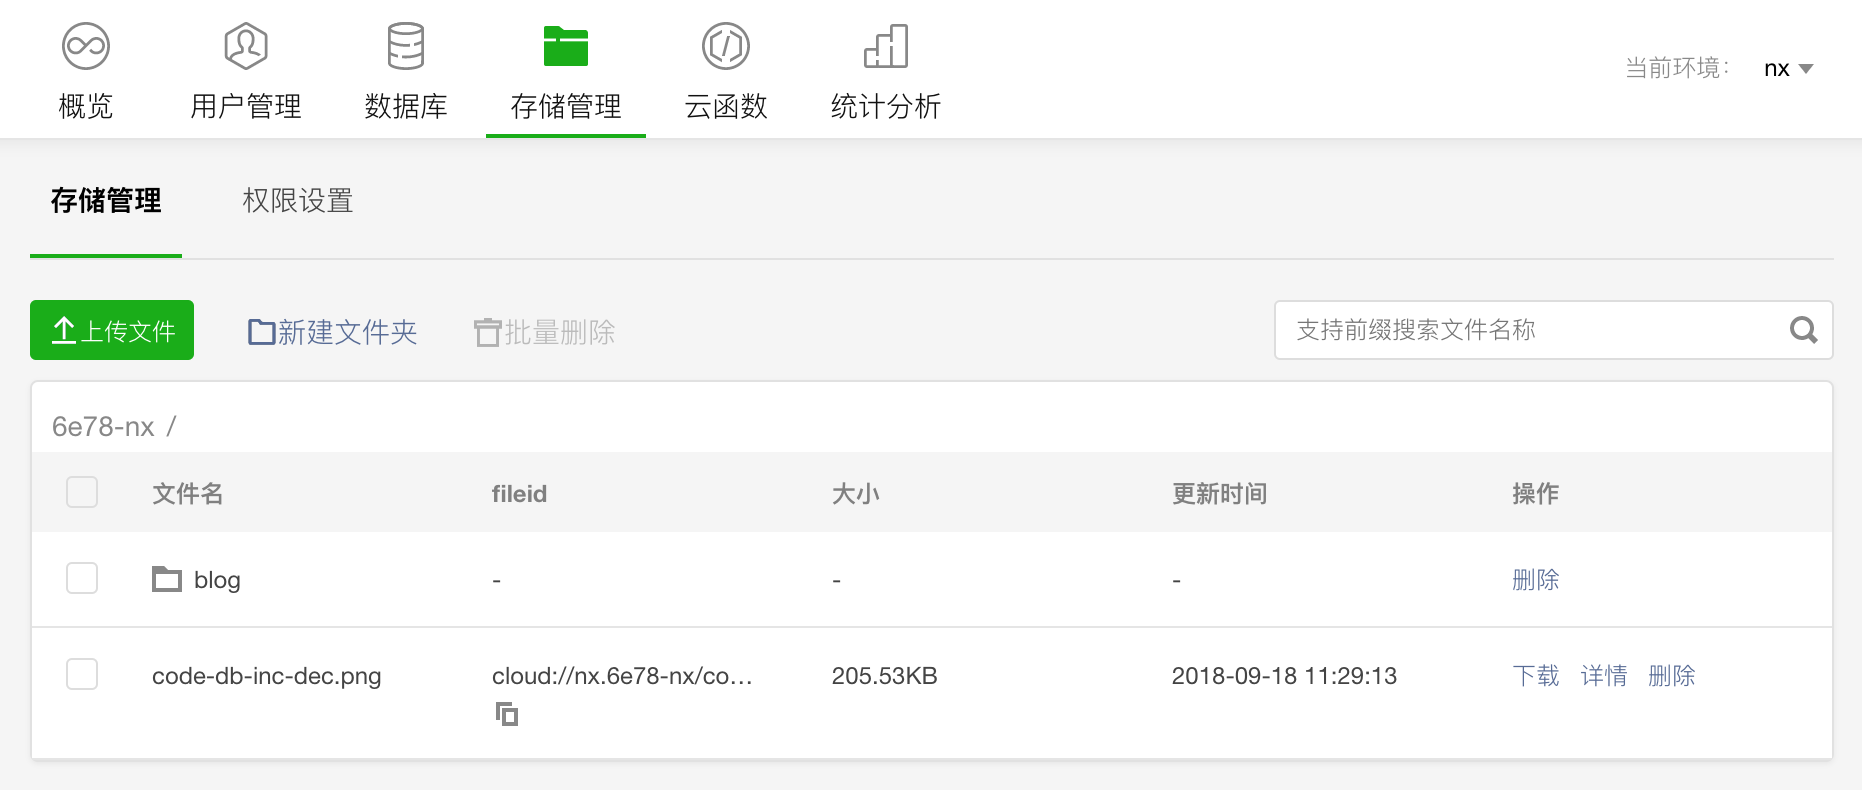 概览 用户管理 数据库 存储管理 云函数 统计分析 当前环境: nx
存储管理 权限设置
上传文件 新建文件夹 批量删除 支持前缀搜索文件名称
6e78-nx /
文件名 fileid 大小 更新时间 操作
blog - - - 删除
code-db-inc-dec.png cloud://nx.6e78-nx/co... 205.53KB 2018-09-18 11:29:13 下载 详情 删除